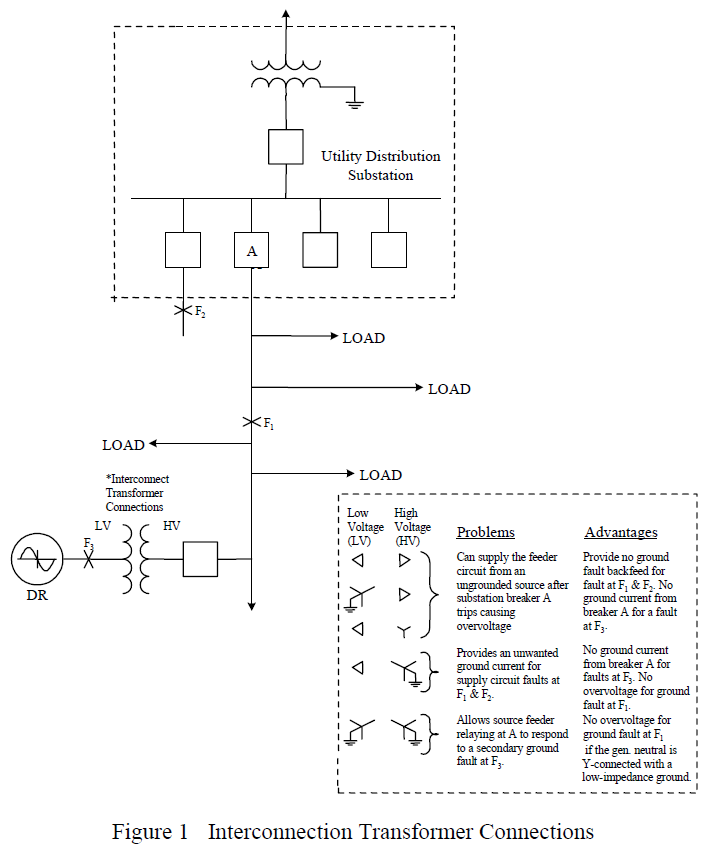 Utility Distribution
Substation
A
F2
LOAD
LOAD
F1
LOAD
LOAD
*Interconnect
Transformer
Connections
LV
HV
F3
DR
Low
Voltage
(LV)
High
Voltage
(HV)
Problems
Advantages
Can supply the feeder
circuit from an
ungrounded source after
substation breaker A
trips causing
overvoltage
Provide no ground
fault backfeed for
fault at F1 & F2. No
ground current from
breaker A for a fault
at F3.
Provides an unwanted
ground current for
supply circuit faults at
F1 & F2.
No ground current
from breaker A for
faults at F3. No
overvoltage for ground
fault at F1.
Allows source feeder
relaying at A to respond
to a secondary ground
fault at F3.
No overvoltage for
ground fault at F1
if the gen. neutral is
Y-connected with a
low-impedance ground.
Figure 1 Interconnection Transformer Connections